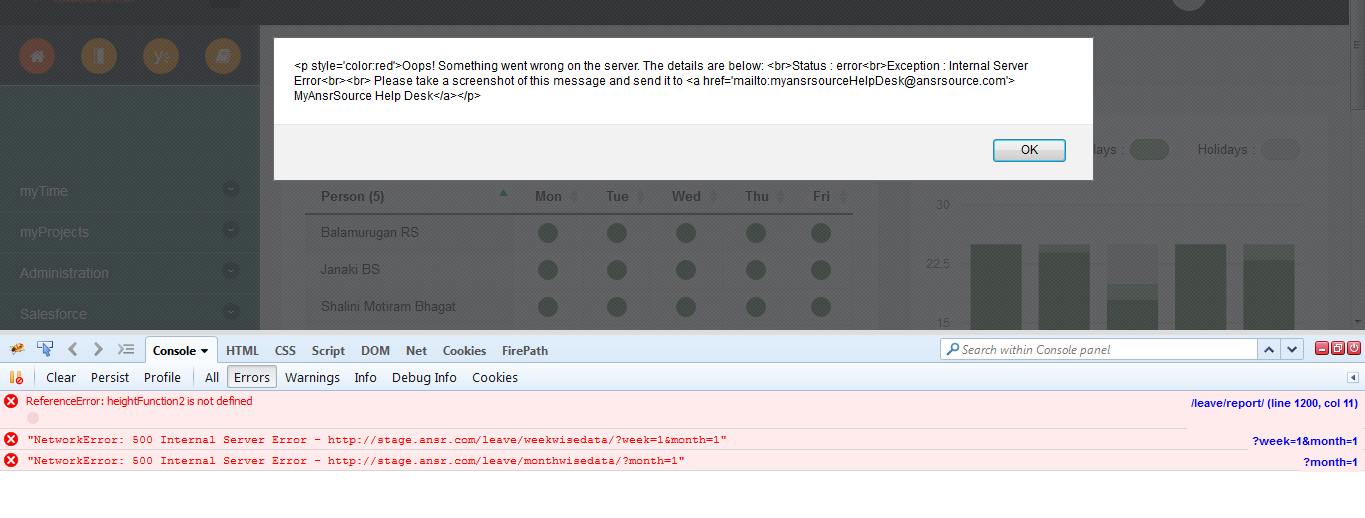 <p style='color:red'>Oops! Something went wrong on the server. The details are below: <br>Status : error<br>Exception : Internal Server
Error<br><br> Please take a screenshot of this message and send it to <a href='mailto:myansrsourceHelpDesk@ansrsource.com'>
MyAnsrSource Help Desk</a></p>
OK
Holidays :
myTime
myProjects
Administration
Salesforce
Person (5) Mon Tue Wed Thu Fri
Balamurugan RS
Janaki BS
Shalini Motiram Bhagat
30
22.5
15
Console HTML CSS Script DOM Net Cookies FirePath
Search within Console panel
Clear Persist Profile All Errors Warnings Info Debug Info Cookies
ReferenceError: heightFunction2 is not defined
/leave/report/ (line 1200, col 11)
"NetworkError: 500 Internal Server Error - http://stage.ansr.com/leave/weekwisedata/?week=1&month=1"
?week=1&month=1
"NetworkError: 500 Internal Server Error - http://stage.ansr.com/leave/monthwisedata/?month=1"
?month=1